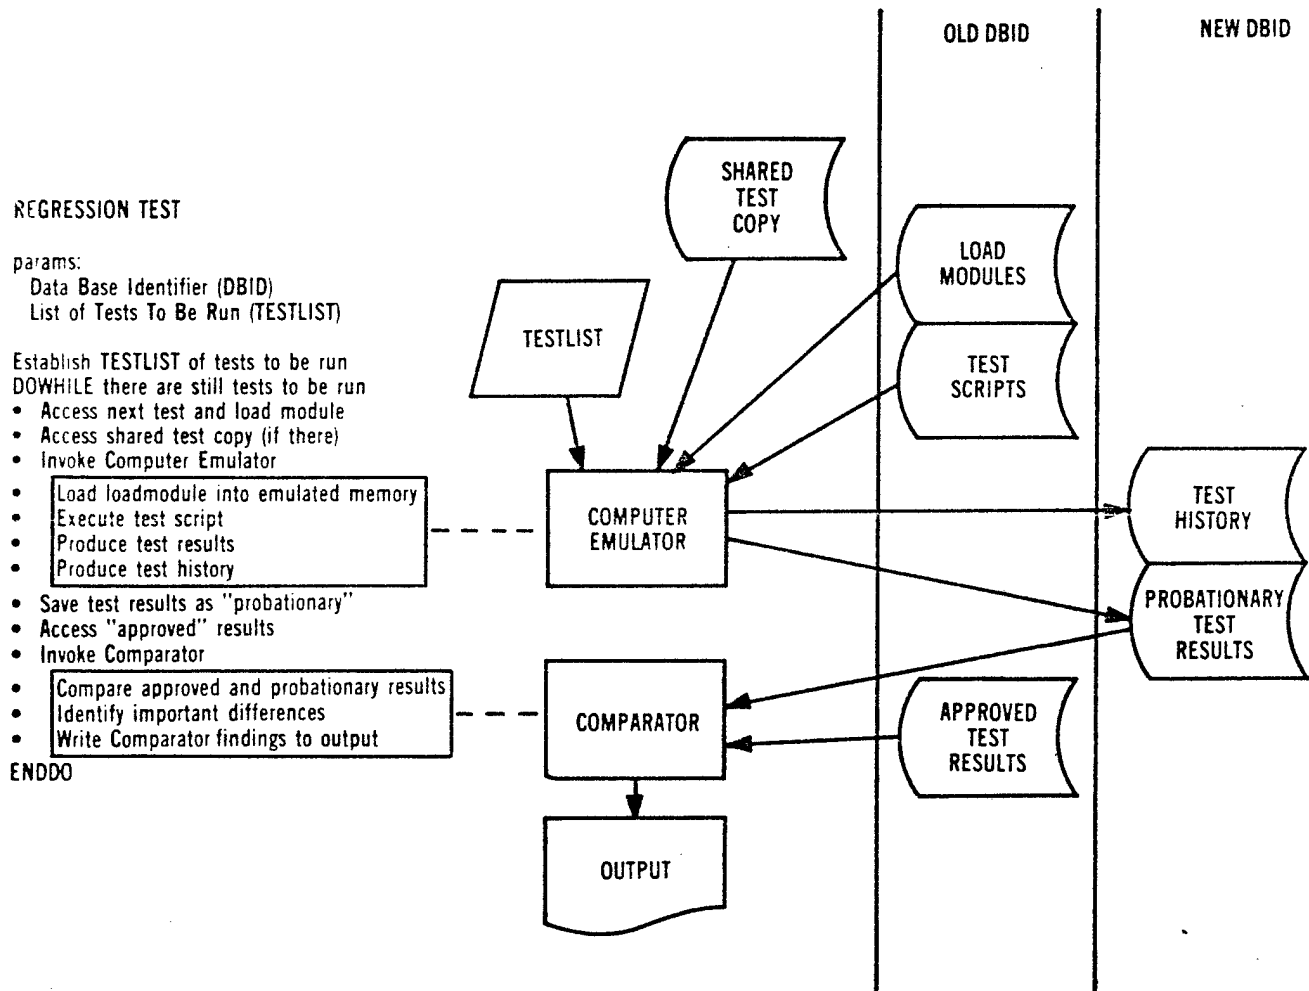 OLD DBID
NEW DBID
SHARED
TEST
COPY
LOAD
MODULES
TESTLIST
TEST
SCRIPTS
REGRESSION TEST
params:
Data Base Identifier (DBID)
List of Tests To Be Run (TESTLIST)
Establish TESTLIST of tests to be run
DOWHILE there are still tests to be run
• Access next test and load module
• Access shared test copy (if there)
• Invoke Computer Emulator
• Load loadmodule into emulated memory
• Execute test script
• Produce test results
• Produce test history
• Save test results as "probationary"
• Access "approved" results
• Invoke Comparator
• Compare approved and probationary results
• Identify important differences
• Write Comparator findings to output
ENDDO
COMPUTER
EMULATOR
TEST
HISTORY
PROBATIONARY
TEST
RESULTS
COMPARATOR
APPROVED
TEST
RESULTS
OUTPUT